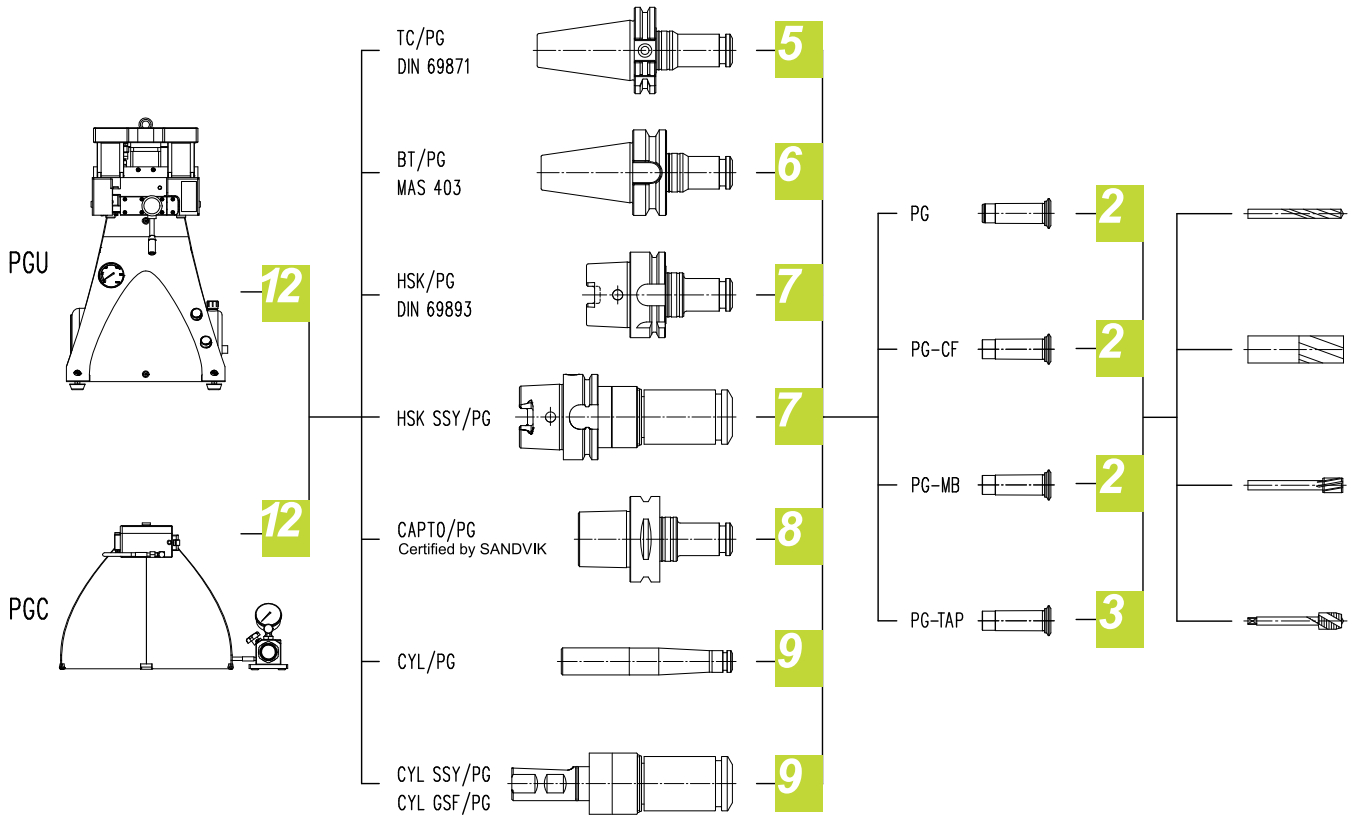 PGU
12
PGC
12
TC/PG
DIN 69871
5
BT/PG
MAS 403
6
HSK/PG
DIN 69893
7
HSK SSY/PG
7
CAPTO/PG
Certified by SANDVIK
8
CYL/PG
9
CYL SSY/PG
CYL GSF/PG
9
PG
2
PG-CF
2
PG-MB
2
PG-TAP
3